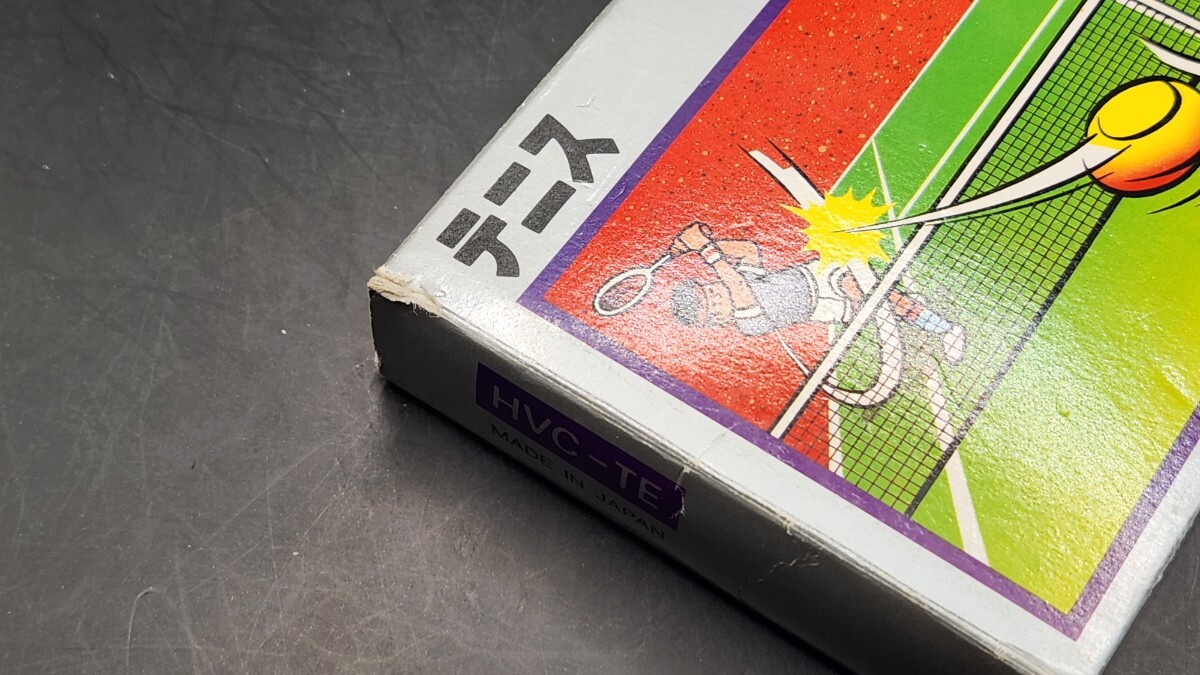 テニス
HVC-TE
MADE IN JAPAN